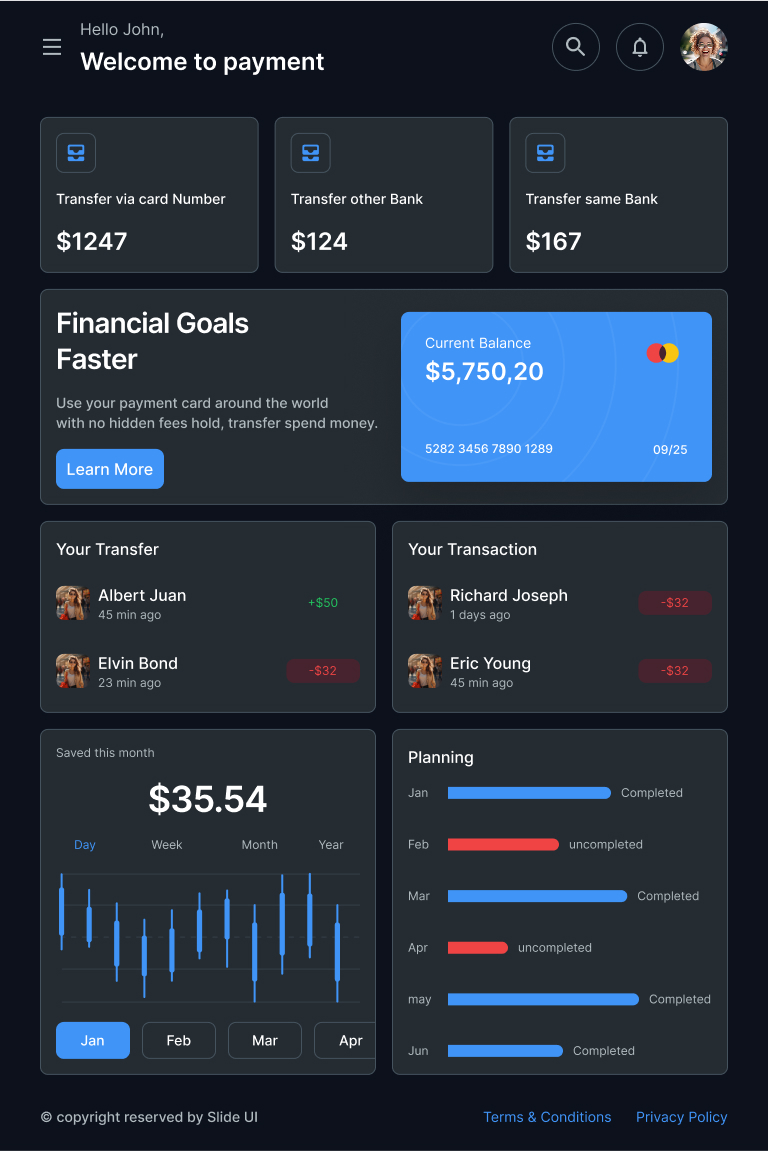 Hello John,
Welcome to payment
Transfer via card Number
$1247
Transfer other Bank
$124
Transfer same Bank
$167
Financial Goals
Faster
Use your payment card around the world
with no hidden fees hold, transfer spend money.
Learn More
Current Balance
$5,750,20
5282 3456 7890 1289
09/25
Your Transfer
Albert Juan
45 min ago
+$50
Elvin Bond
23 min ago
-$32
Your Transaction
Richard Joseph
1 days ago
-$32
Eric Young
45 min ago
-$32
Saved this month
$35.54
Day Week Month Year
Jan Feb Mar Apr
Planning
Jan Completed
Feb uncompleted
Mar Completed
Apr uncompleted
may Completed
Jun Completed
© copyright reserved by Slide UI
Terms & Conditions Privacy Policy